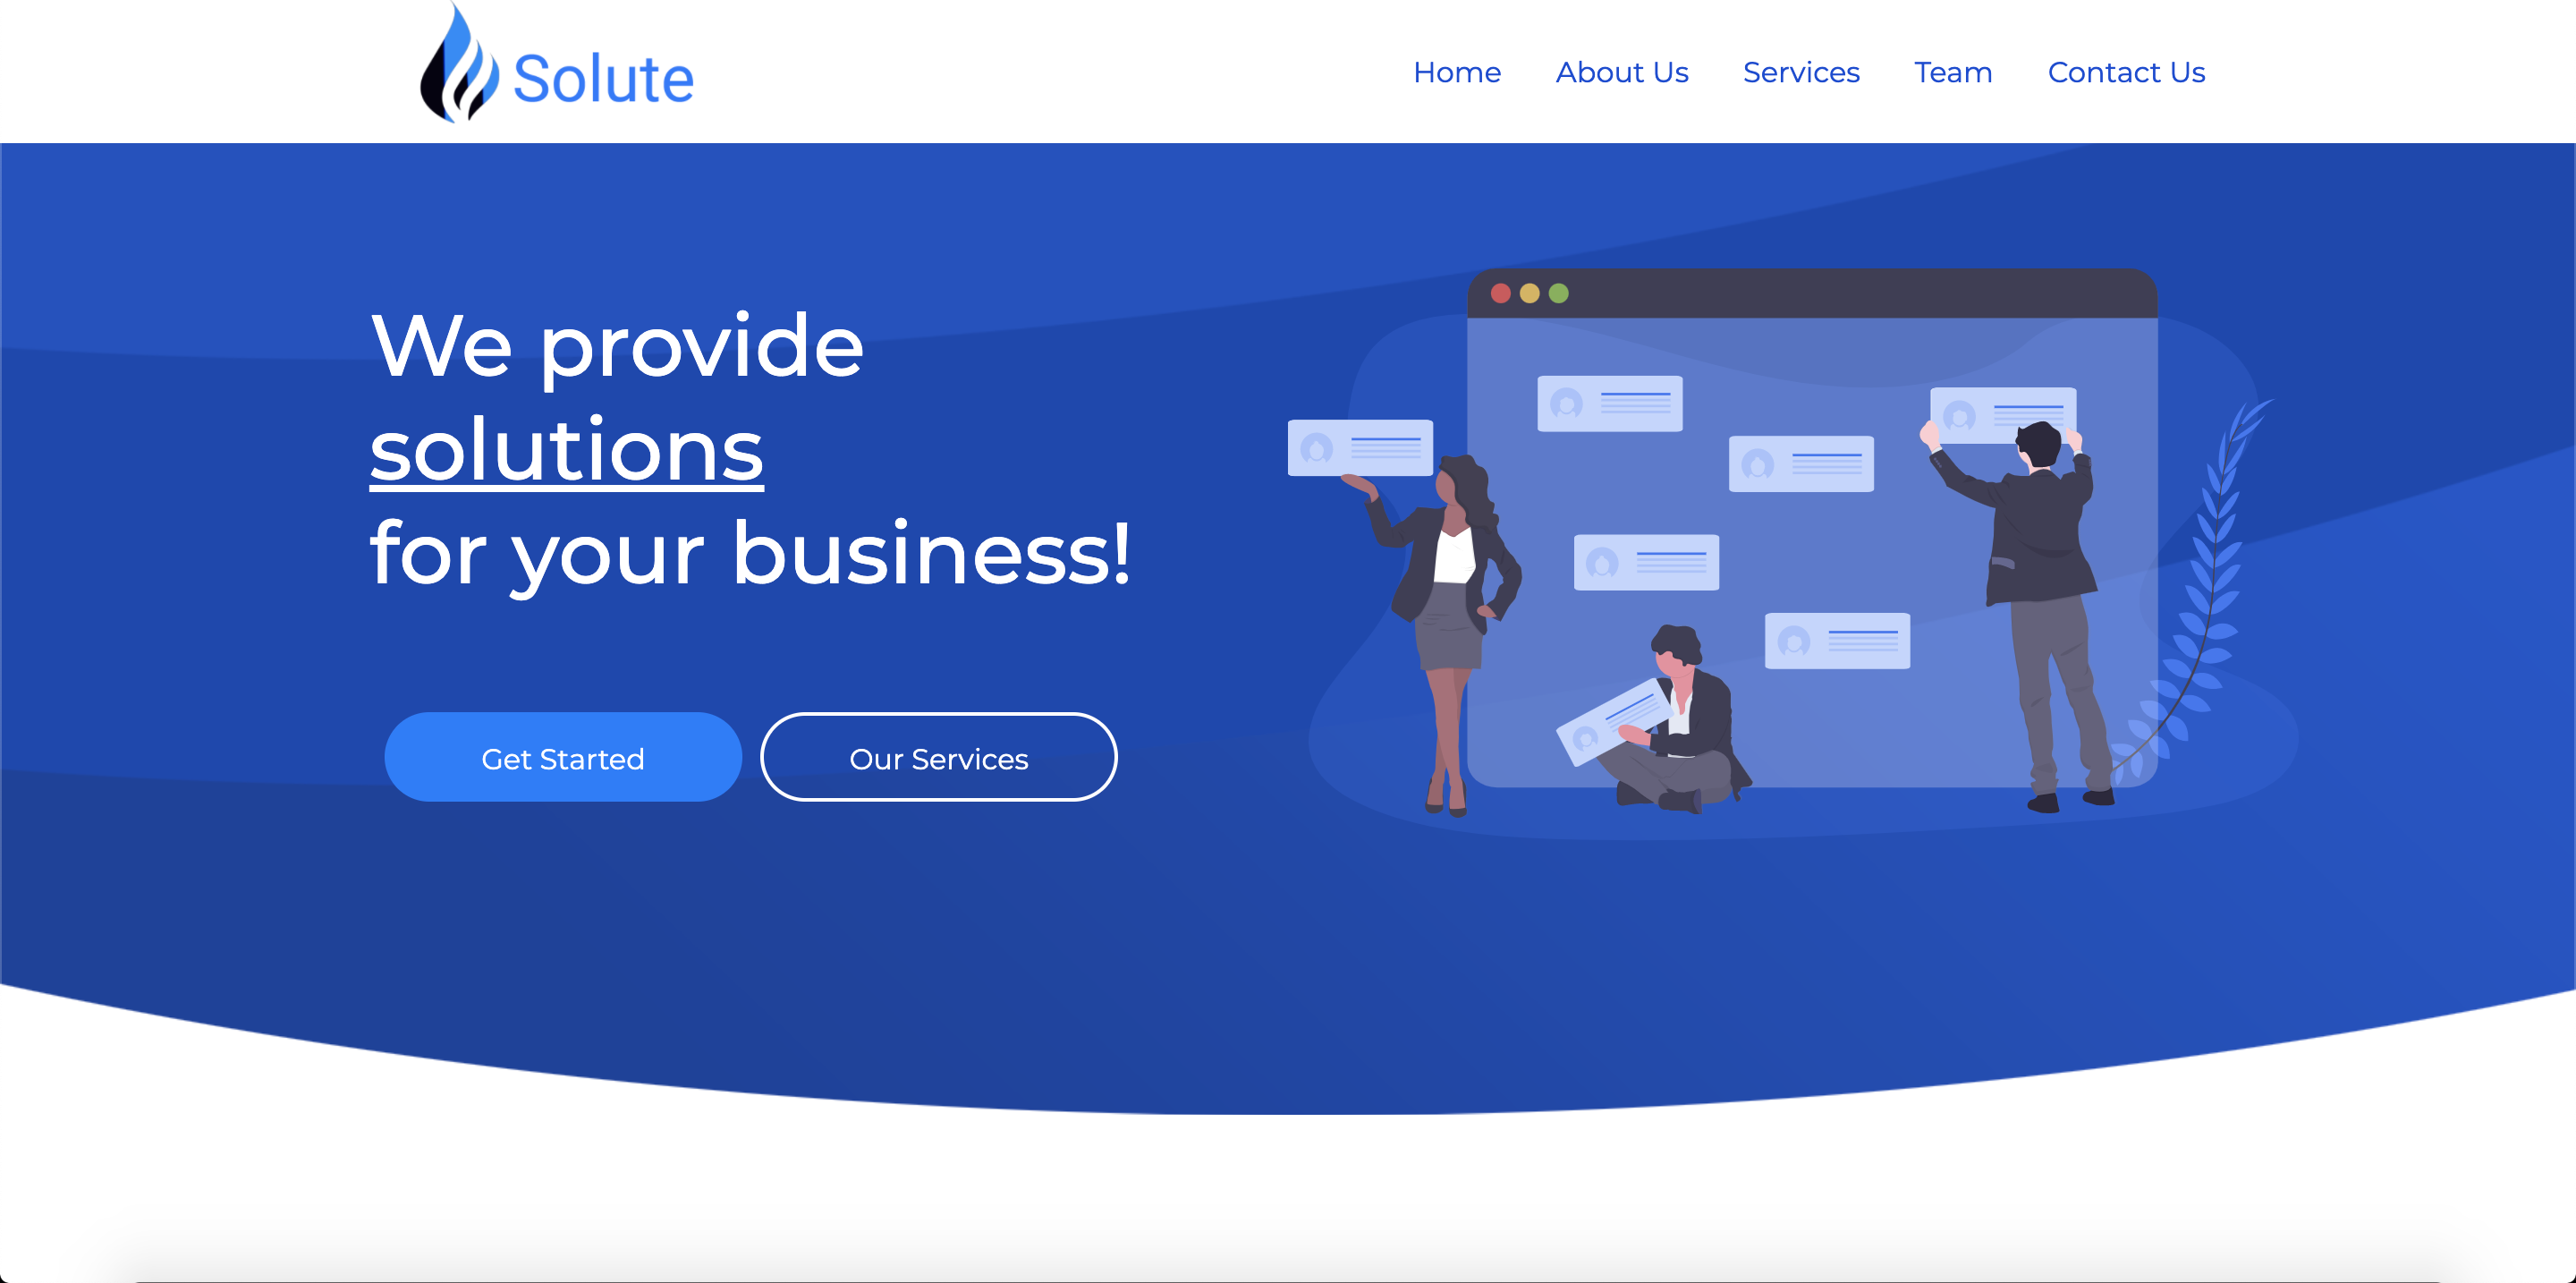 Solute
Home About Us Services Team Contact Us
We provide
solutions
for your business!
Get Started
Our Services